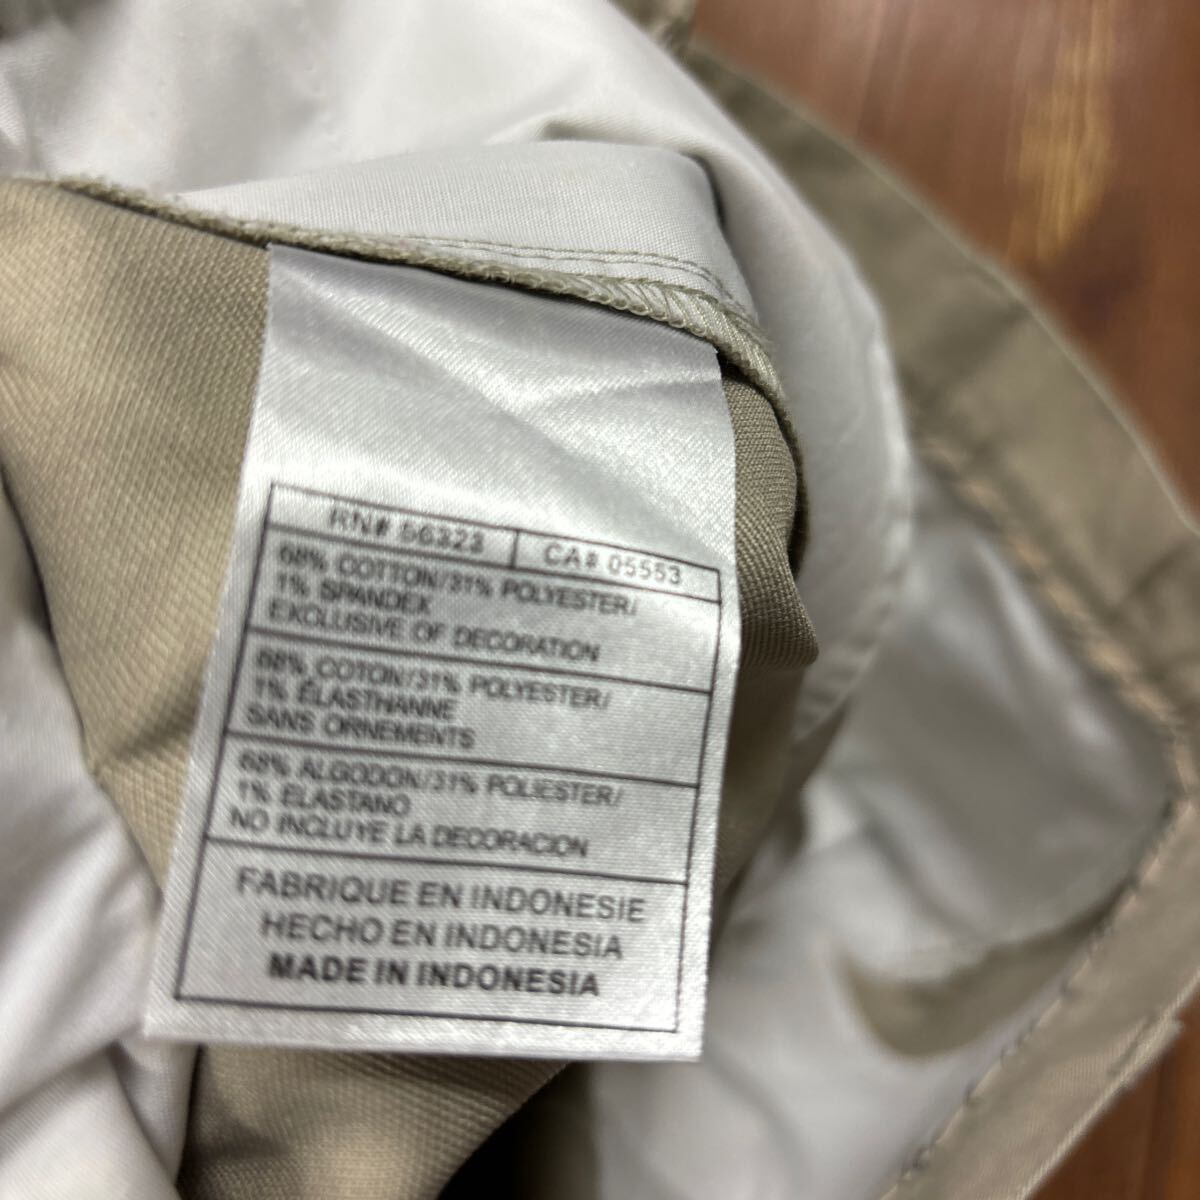 RN# 56323 CA# 05553
68% COTTON/31% POLYESTER/
1% SPANDEX
EXCLUSIVE OF DECORATION
68% COTON/31% POLYESTER/
1% ÉLASTHANNE
SANS ORNEMENTS
68% ALGODON/31% POLIESTER/
1% ELASTANO
NO INCLUYE LA DECORACION
FABRIQUE EN INDONESIE
HECHO EN INDONESIA
MADE IN INDONESIA